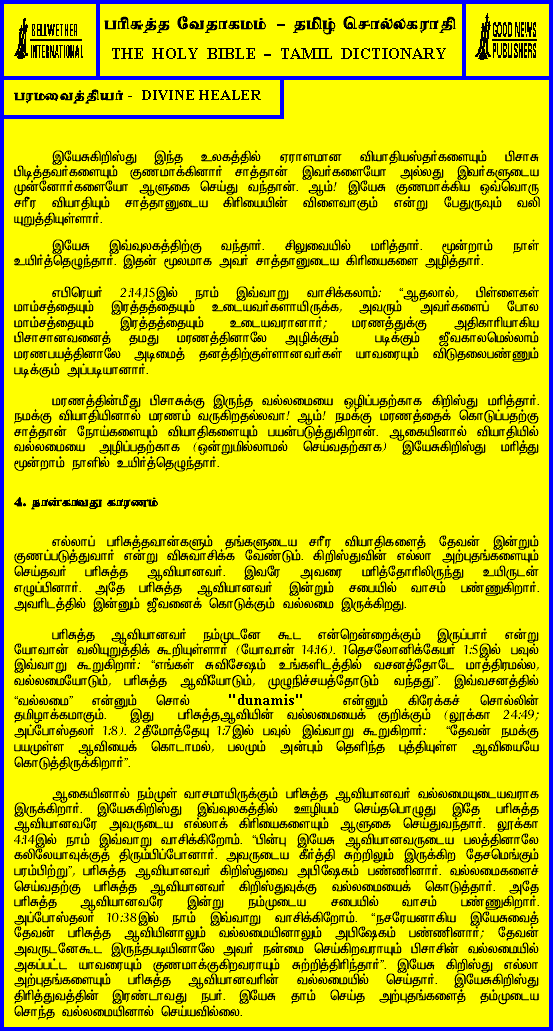 BELLWETHER
INTERNATIONAL
பரிசுத்த வேதாகமம் – தமிழ் சொல்லகராதி
THE HOLY BIBLE – TAMIL DICTIONARY
GOOD NEWS
PUBLISHERS
பரமவைத்தியர் - DIVINE HEALER
இயேசுகிறிஸ்து இந்த உலகத்தில் ஏராளமான வியாதியஸ்தர்களையும் பிசாசு
பிடித்தவர்களையும் குணமாக்கினார் சாத்தான் இவர்களையோ அல்லது இவர்களுடைய
முன்னோர்களையோ ஆளுகை செய்து வந்தான். ஆம்! இயேசு குணமாக்கிய ஒவ்வொரு
சரீர வியாதியும் சாத்தானுடைய கிரியையின் விளைவாகும் என்று பேதுருவும் வலி
யுறுத்தியுள்ளார்.
இயேசு இவ்வுலகத்திற்கு வந்தார். சிலுவையில் மரித்தார். மூன்றாம் நாள்
உயிர்த்தெழுந்தார். இதன் மூலமாக அவர் சாத்தானுடைய கிரியைகளை அழித்தார்.
எபிரெயர் 2:14,15இல் நாம் இவ்வாறு வாசிக்கலாம்: “ஆதலால், பிள்ளைகள்
மாம்சத்தையும் இரத்தத்தையும் உடையவர்களாயிருக்க, அவரும் அவர்களைப் போல
மாம்சத்தையும் இரத்தத்தையும் உடையவரானார்; மரணத்துக்கு அதிகாரியாகிய
பிசாசானவனைத் தமது மரணத்தினாலே அழிக்கும் படிக்கும் ஜீவகாலமெல்லாம்
மரணபயத்தினாலே அடிமைத் தனத்திற்குள்ளானவர்கள் யாவரையும் விடுதலைபண்ணும்
படிக்கும் அப்படியானார்.
மரணத்தின்மீது பிசாசுக்கு இருந்த வல்லமையை ஒழிப்பதற்காக கிறிஸ்து மரித்தார்.
நமக்கு வியாதியினால் மரணம் வருகிறதல்லவா! ஆம்! நமக்கு மரணத்தைக் கொடுப்பதற்கு
சாத்தான் நோய்களையும் வியாதிகளையும் பயன்படுத்துகிறான். ஆகையினால் வியாதியில்
வல்லமையை அழிப்பதற்காக (ஒன்றுமில்லாமல் செய்வதற்காக) இயேசுகிறிஸ்து மரித்து
மூன்றாம் நாளில் உயிர்த்தெழுந்தார்.
4. நான்காவது காரணம்
எல்லாப் பரிசுத்தவான்களும் தங்களுடைய சரீர வியாதிகளைத் தேவன் இன்றும்
குணப்படுத்துவார் என்று விசுவாசிக்க வேண்டும். கிறிஸ்துவின் எல்லா அற்புதங்களையும்
செய்தவர் பரிசுத்த ஆவியானவர். இவரே அவரை மரித்தோரிலிருந்து உயிருடன்
எழுப்பினார். அதே பரிசுத்த ஆவியானவர் இன்றும் சபையில் வாசம் பண்ணுகிறார்.
அவரிடத்தில் இன்னும் ஜீவனைக் கொடுக்கும் வல்லமை இருக்கிறது.
பரிசுத்த ஆவியானவர் நம்முடனே கூட என்றென்றைக்கும் இருப்பார் என்று
யோவான் வலியுறுத்திக் கூறியுள்ளார் (யோவான் 14:16). 1தெசலோனிக்கேயர் 1:5இல் பவுல்
இவ்வாறு கூறுகிறார்: “எங்கள் சுவிசேஷம் உங்களிடத்தில் வசனத்தோடே மாத்திரமல்ல,
வல்லமையோடும், பரிசுத்த ஆவியோடும், முழுநிச்சயத்தோடும் வந்தது”. இவ்வசனத்தில்
“வல்லமை” என்னும் சொல் "dunamis" என்னும் கிரேக்கச் சொல்லின்
தமிழாக்கமாகும். இது பரிசுத்தஆவியின் வல்லமையைக் குறிக்கும் (லூக்கா 24:49;
அப்போஸ்தலர் 1:8). 2தீமோத்தேயு 1:7இல் பவுல் இவ்வாறு கூறுகிறார்: “தேவன் நமக்கு
பயமுள்ள ஆவியைக் கொடாமல், பலமும் அன்பும் தெளிந்த புத்தியுள்ள ஆவியையே
கொடுத்திருக்கிறார்”.
ஆகையினால் நம்முள் வாசமாயிருக்கும் பரிசுத்த ஆவியானவர் வல்லமையுடையவராக
இருக்கிறார். இயேசுகிறிஸ்து இவ்வுலகத்தில் ஊழியம் செய்தபொழுது இதே பரிசுத்த
ஆவியானவரே அவருடைய எல்லாக் கிரியைகளையும் ஆளுகை செய்துவந்தார். லூக்கா
4:14இல் நாம் இவ்வாறு வாசிக்கிறோம். “பின்பு இயேசு ஆவியானவருடைய பலத்தினாலே
கலிலேயாவுக்குத் திரும்பிப்போனார். அவருடைய கீர்த்தி சுற்றிலும் இருக்கிற தேசமெங்கும்
பரம்பிற்று”, பரிசுத்த ஆவியானவர் கிறிஸ்துவை அபிஷேகம் பண்ணினார். வல்லமைகளைச்
செய்வதற்கு பரிசுத்த ஆவியானவர் கிறிஸ்துவுக்கு வல்லமையைக் கொடுத்தார். அதே
பரிசுத்த ஆவியானவரே இன்று நம்முடைய சபையில் வாசம் பண்ணுகிறார்.
அப்போஸ்தலர் 10:38இல் நாம் இவ்வாறு வாசிக்கிறோம். “நசரேயனாகிய இயேசுவைத்
தேவன் பரிசுத்த ஆவியினாலும் வல்லமையினாலும் அபிஷேகம் பண்ணினார்; தேவன்
அவருடனேகூட இருந்தபடியினாலே அவர் நன்மை செய்கிறவராயும் பிசாசின் வல்லமையில்
அகப்பட்ட யாவரையும் குணமாக்குகிறவராயும் சுற்றித்திரிந்தார்”. இயேசு கிறிஸ்து எல்லா
அற்புதங்களையும் பரிசுத்த ஆவியானவரின் வல்லமையில் செய்தார். இயேசுகிறிஸ்து
திரித்துவத்தின் இரண்டாவது நபர். இயேசு தாம் செய்த அற்புதங்களைத் தம்முடைய
சொந்த வல்லமையினால் செய்யவில்லை.